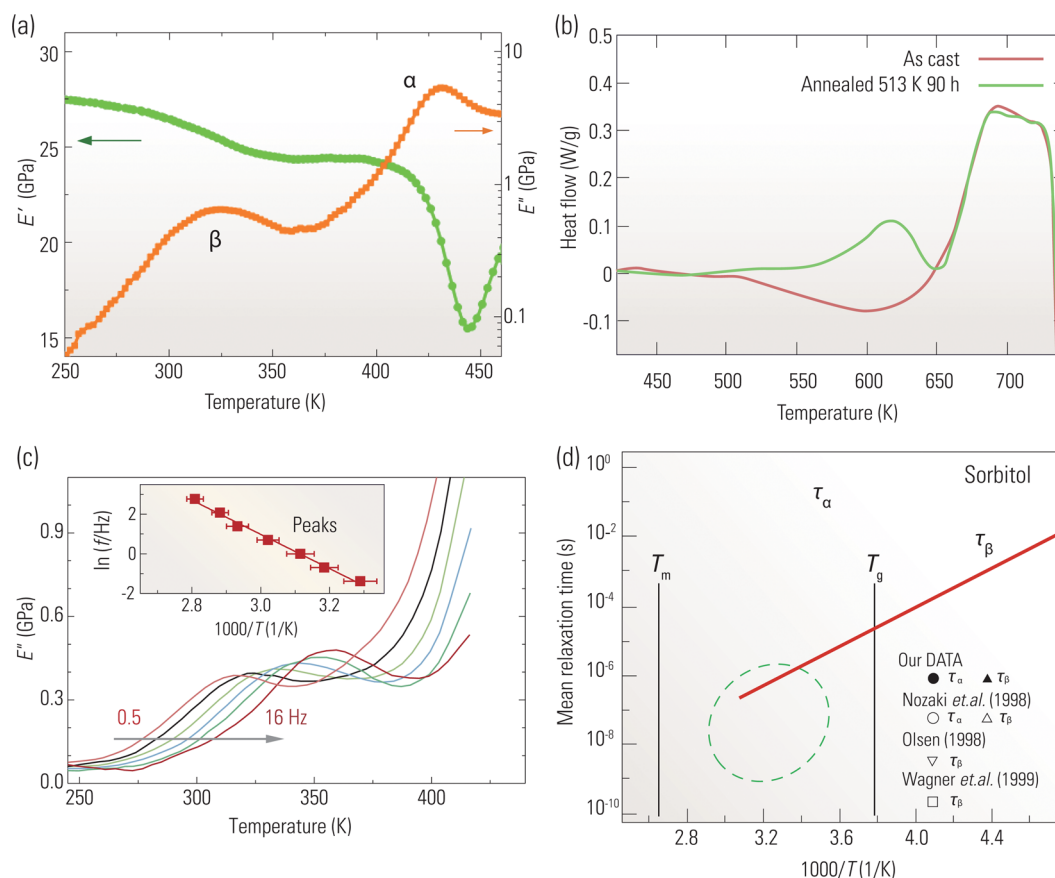 (a)
30
25
20
15
E′ (GPa)
10
1
0.1
E″ (GPa)
α
β
250 300 350 400 450
Temperature (K)
(b)
0.5
0.4
0.3
0.2
0.1
0
-0.1
Heat flow (W/g)
As cast
Annealed 513 K 90 h
450 500 550 600 650 700
Temperature (K)
(c)
0.9
0.6
0.3
0.0
E″ (GPa)
2
0
-2
ln (f/Hz)
Peaks
2.8 3.0 3.2
1000/T (1/K)
0.5 16 Hz
250 300 350 400
Temperature (K)
(d)
10⁰
10⁻²
10⁻⁴
10⁻⁶
10⁻⁸
10⁻¹⁰
Mean relaxation time (s)
Sorbitol
τα
τβ
Tm
Tg
Our DATA
τα τβ
Nozaki et.al. (1998)
τα τβ
Olsen (1998)
τβ
Wagner et.al. (1999)
τβ
2.8 3.2 3.6 4.0 4.4
1000/T (1/K)